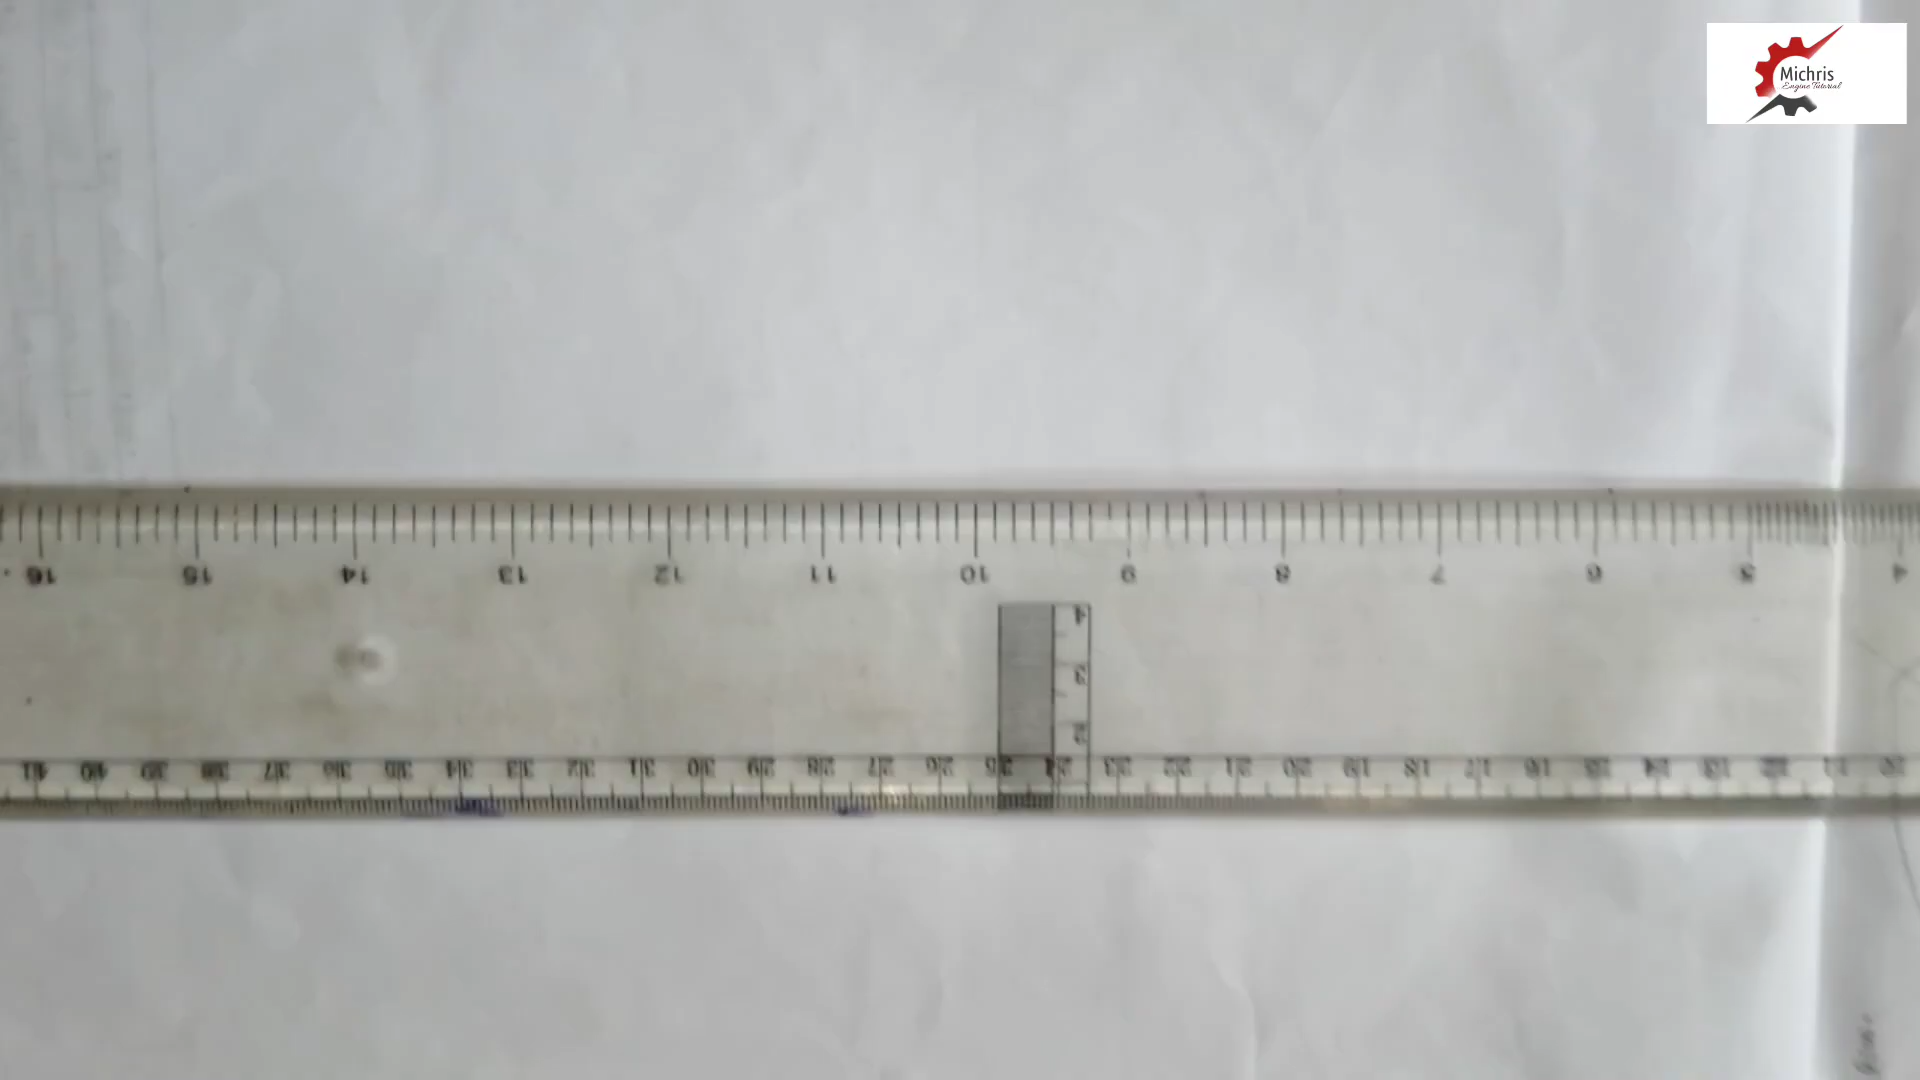 Michris
Engine Tutorial
16 15 14 13 12 11 10 9 8 7 6 5 4
4
3
2
41 40 39 38 37 36 35 34 33 32 31 30 29 28 27 26 25 24 23 22 21 20 19 18 17 16 15 14 13 12 11